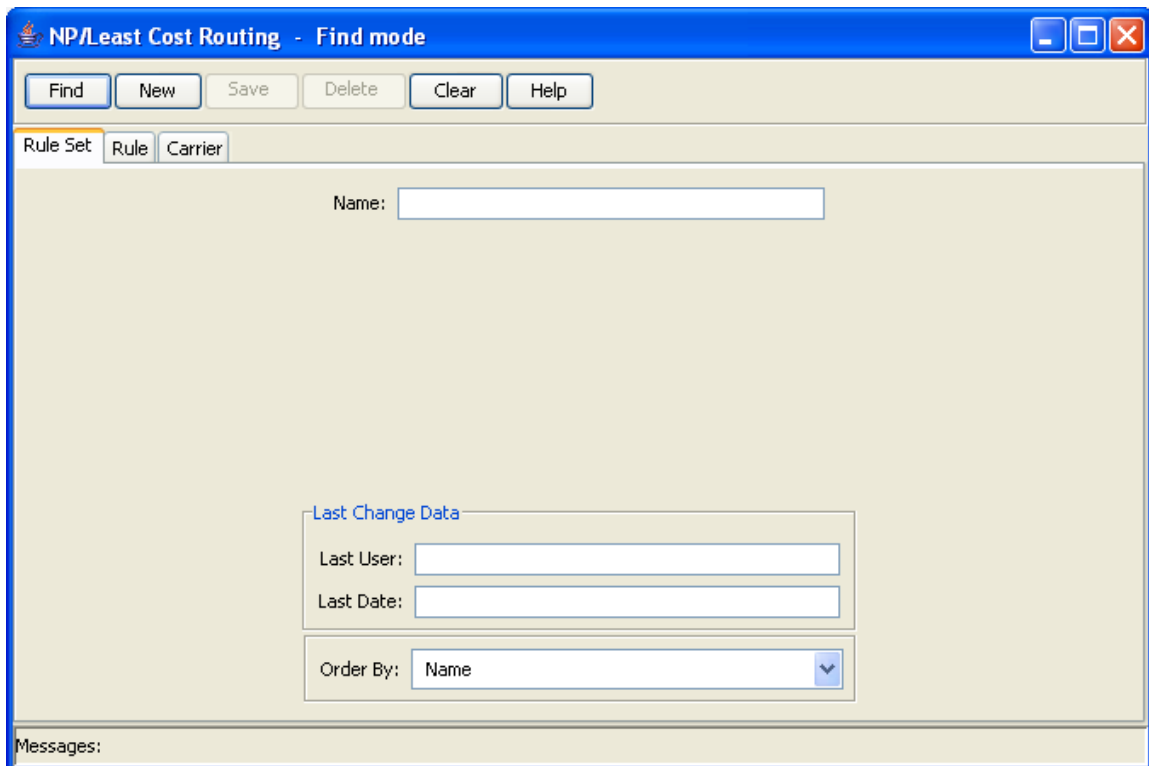 NP/Least Cost Routing - Find mode
Find New Save Delete Clear Help
Rule Set Rule Carrier
Name:
Last Change Data
Last User:
Last Date:
Order By: Name
Messages: